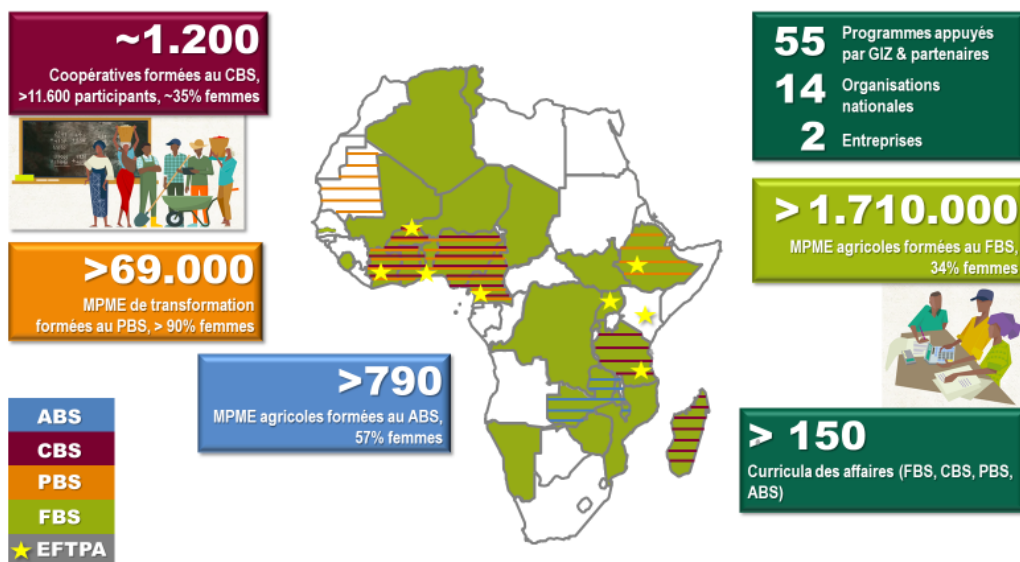 ~1.200
Coopératives formées au CBS,
>11.600 participants, ~35% femmes
>69.000
MPME de transformation
formées au PBS, > 90% femmes
>790
MPME agricoles formées au ABS,
57% femmes
ABS
CBS
PBS
FBS
EFTPA
55 Programmes appuyés
par GIZ & partenaires
14 Organisations
nationales
2 Entreprises
> 1.710.000
MPME agricoles formées au FBS,
34% femmes
> 150
Curricula des affaires (FBS, CBS, PBS,
ABS)